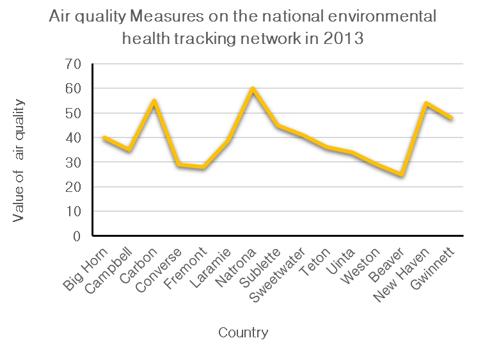 Air quality Measures on the national environmental
health tracking network in 2013
Value of  air  quality
70
60
50
40
30
20
10
0
Big Horn
Campbell
Carbon
Converse
Fremont
Laramie
Natrona
Sublette
Sweetwater
Teton
Uinta
Weston
Beaver
New Haven
Gwinnett
Country